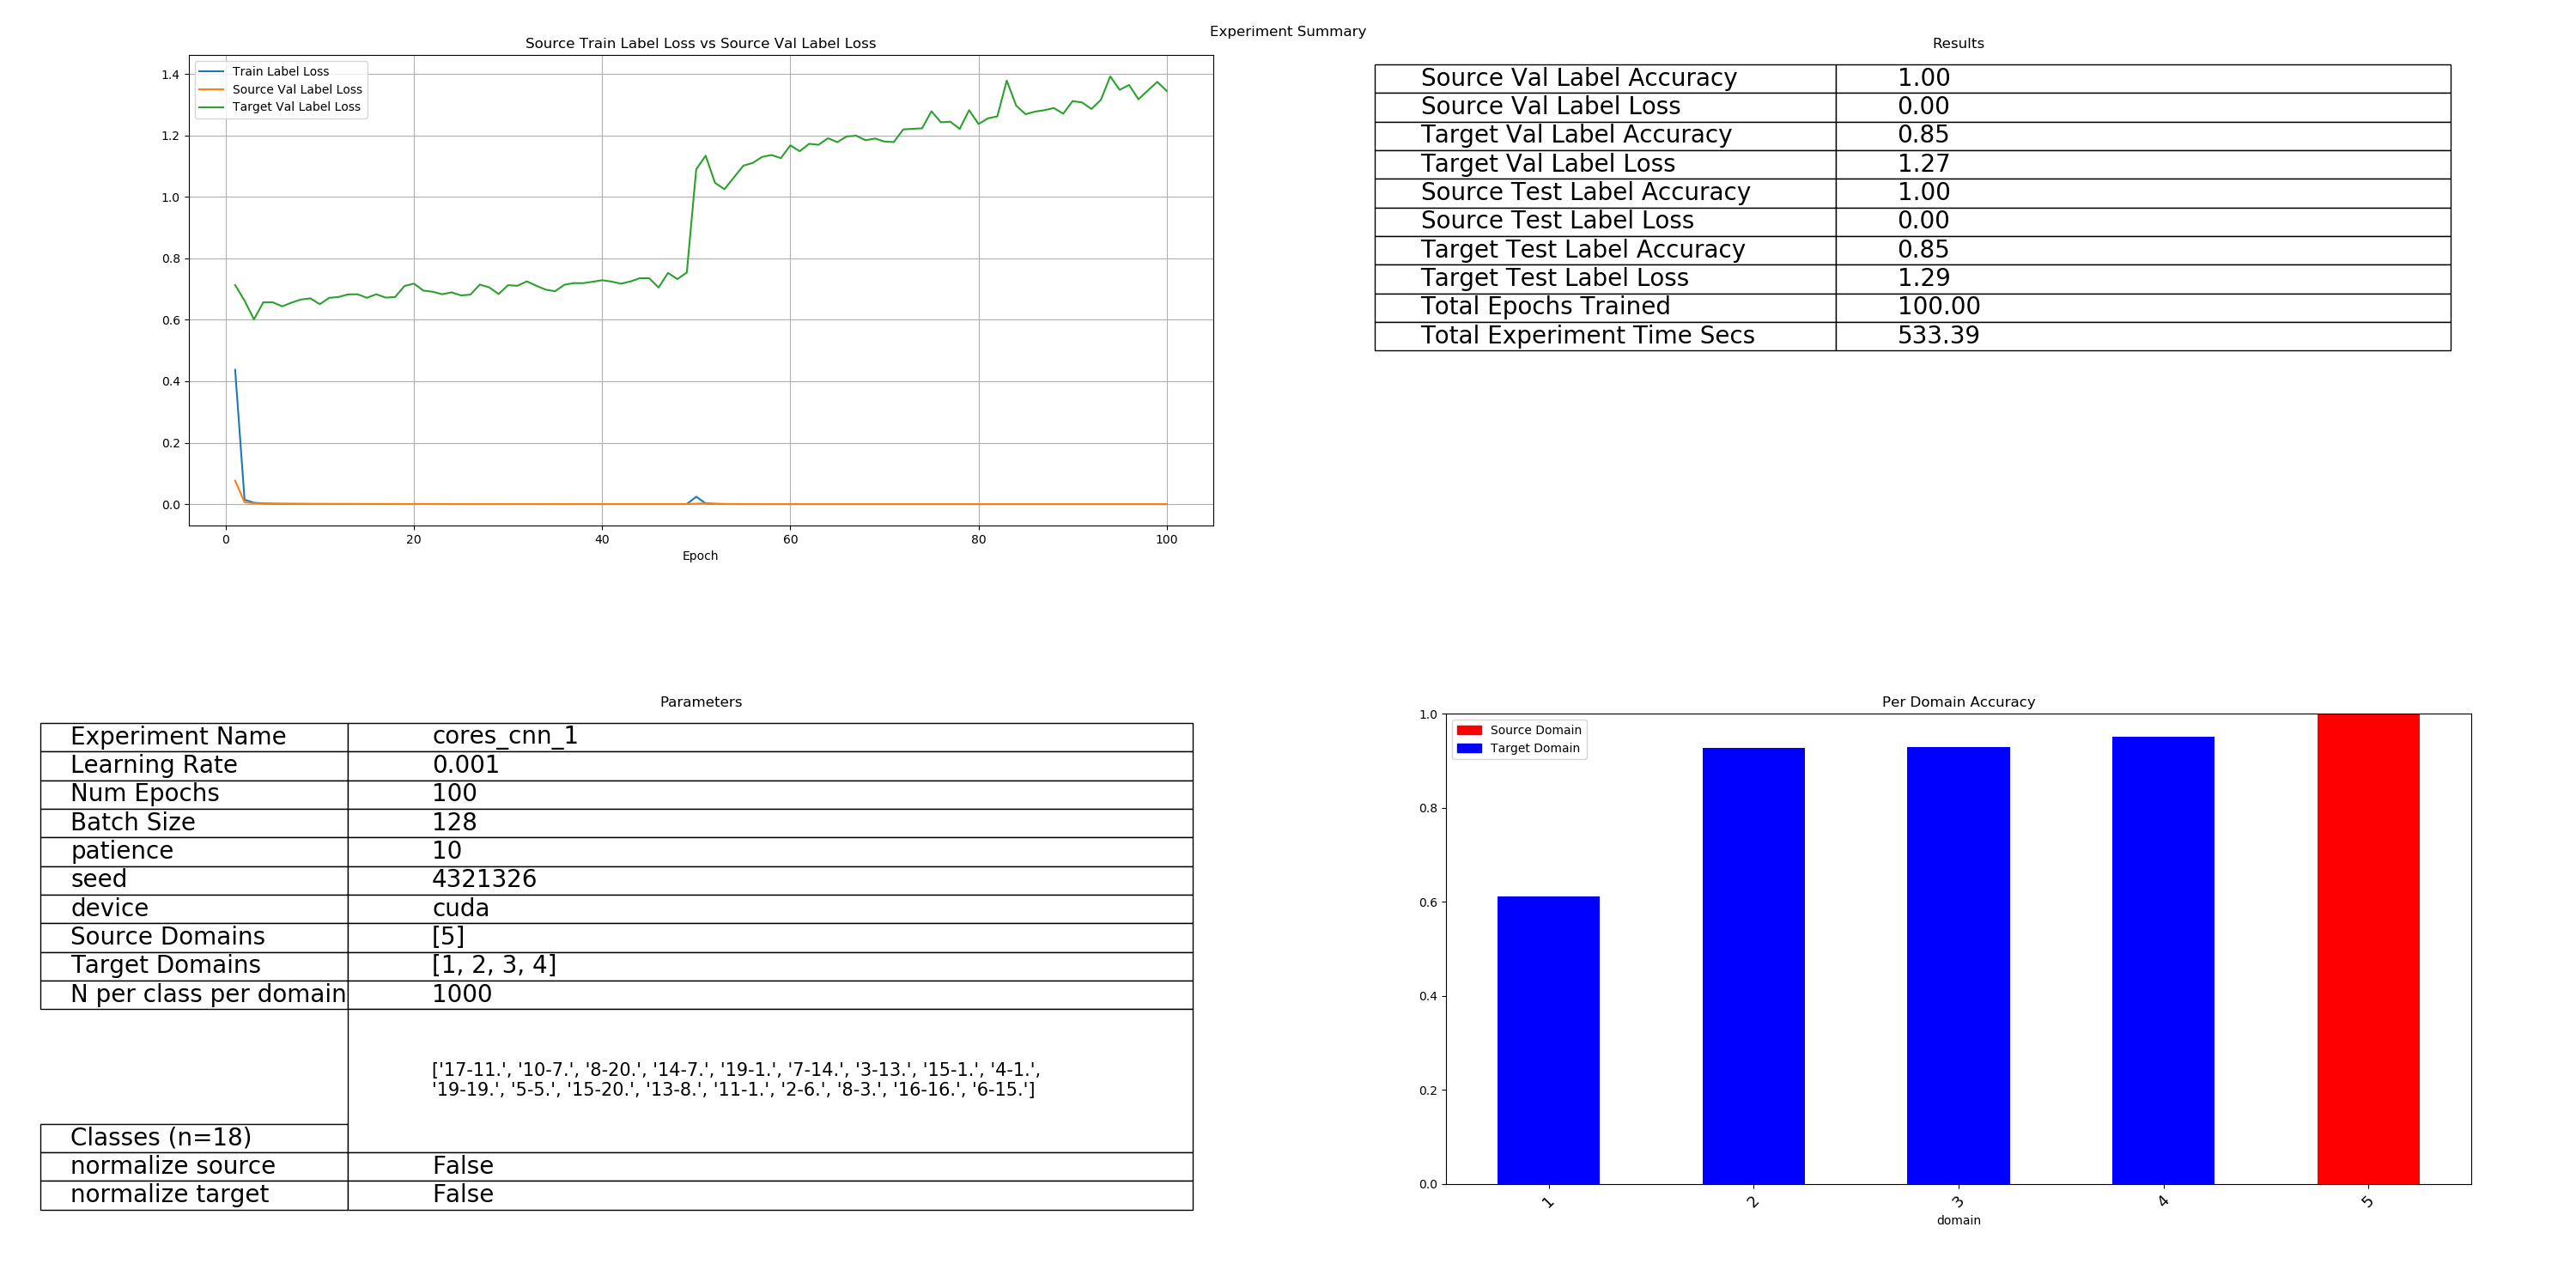 Experiment Summary
Source Train Label Loss vs Source Val Label Loss
Train Label Loss
Source Val Label Loss
Target Val Label Loss
1.4
1.2
1.0
0.8
0.6
0.4
0.2
0.0
0 20 40 60 80 100
Epoch
Results
Source Val Label Accuracy 1.00
Source Val Label Loss 0.00
Target Val Label Accuracy 0.85
Target Val Label Loss 1.27
Source Test Label Accuracy 1.00
Source Test Label Loss 0.00
Target Test Label Accuracy 0.85
Target Test Label Loss 1.29
Total Epochs Trained 100.00
Total Experiment Time Secs 533.39
Parameters
Experiment Name cores_cnn_1
Learning Rate 0.001
Num Epochs 100
Batch Size 128
patience 10
seed 4321326
device cuda
Source Domains [5]
Target Domains [1, 2, 3, 4]
N per class per domain 1000
['17-11.', '10-7.', '8-20.', '14-7.', '19-1.', '7-14.', '3-13.', '15-1.', '4-1.',
'19-19.', '5-5.', '15-20.', '13-8.', '11-1.', '2-6.', '8-3.', '16-16.', '6-15.']
Classes (n=18)
normalize source False
normalize target False
Per Domain Accuracy
Source Domain
Target Domain
1.0
0.8
0.6
0.4
0.2
0.0
1 2 3 4 5
domain